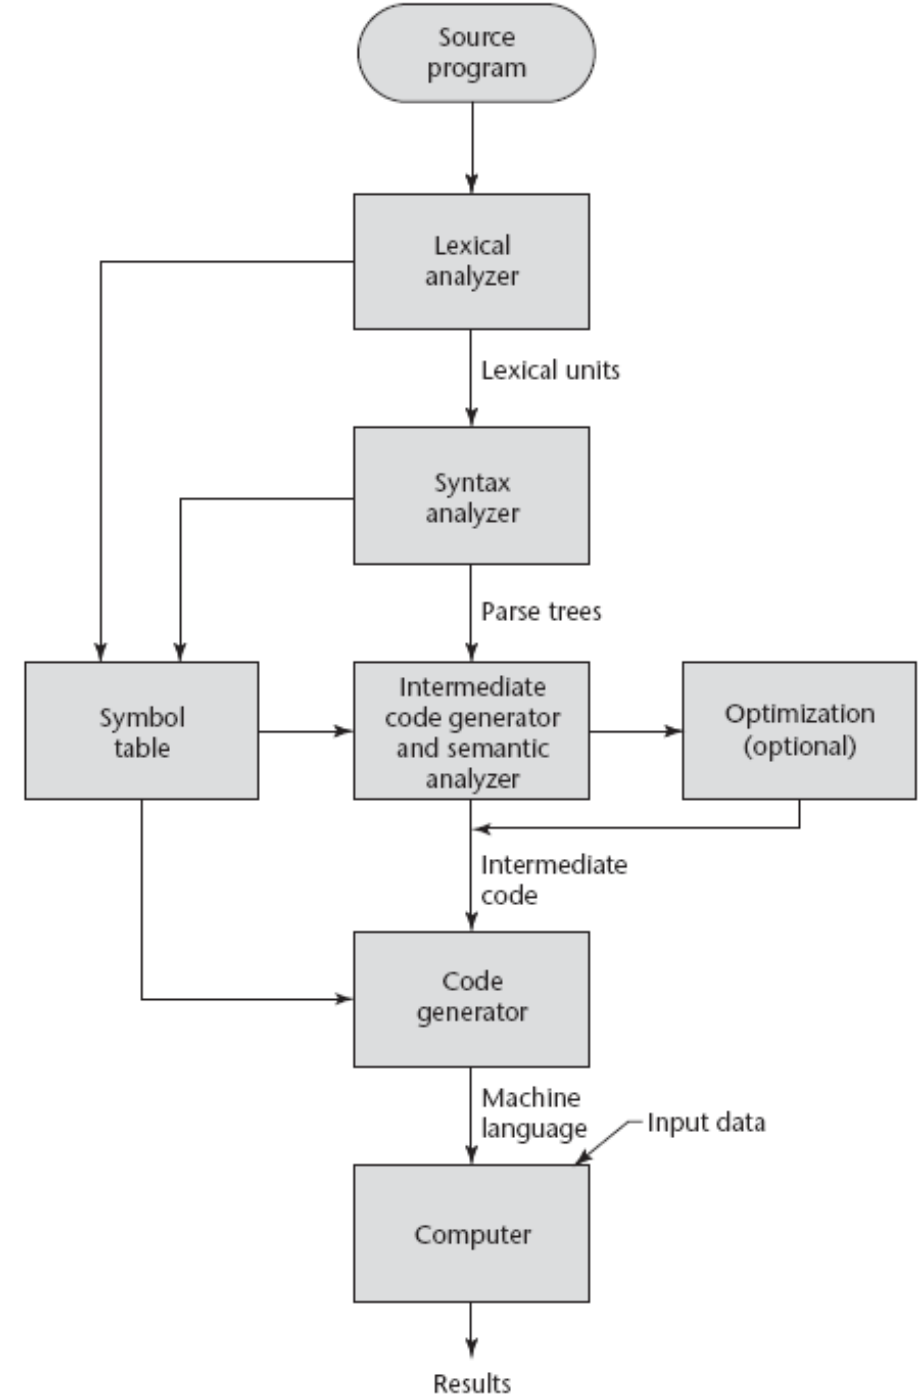 Source
program
Lexical
analyzer
Lexical units
Syntax
analyzer
Parse trees
Symbol
table
Intermediate
code generator
and semantic
analyzer
Optimization
(optional)
Intermediate
code
Code
generator
Machine
language
Input data
Computer
Results